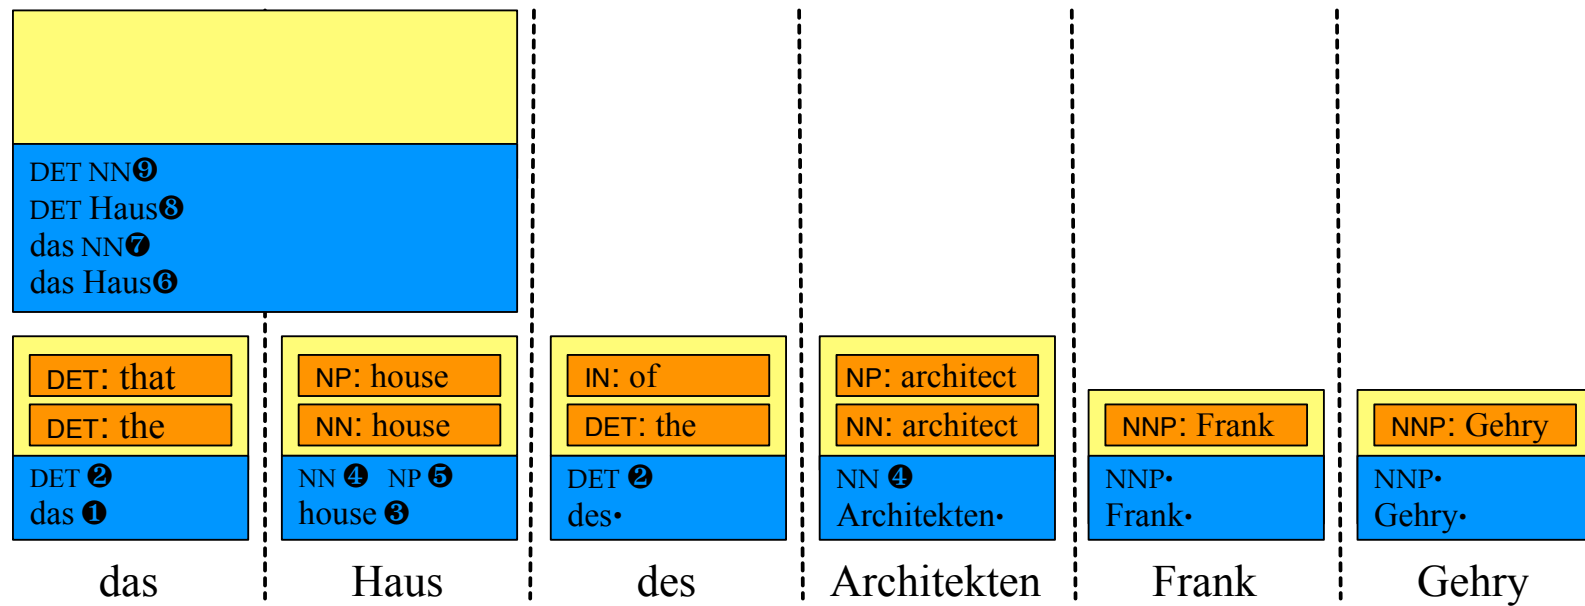 DET NN❾
DET Haus❽
das NN❼
das Haus❻
DET: that
DET: the
DET ❷
das ❶
NP: house
NN: house
NN ❹ NP ❺
house ❸
IN: of
DET: the
DET ❷
des•
NP: architect
NN: architect
NN ❹
Architekten•
NNP: Frank
NNP•
Frank•
NNP: Gehry
NNP•
Gehry•
das Haus des Architekten Frank Gehry